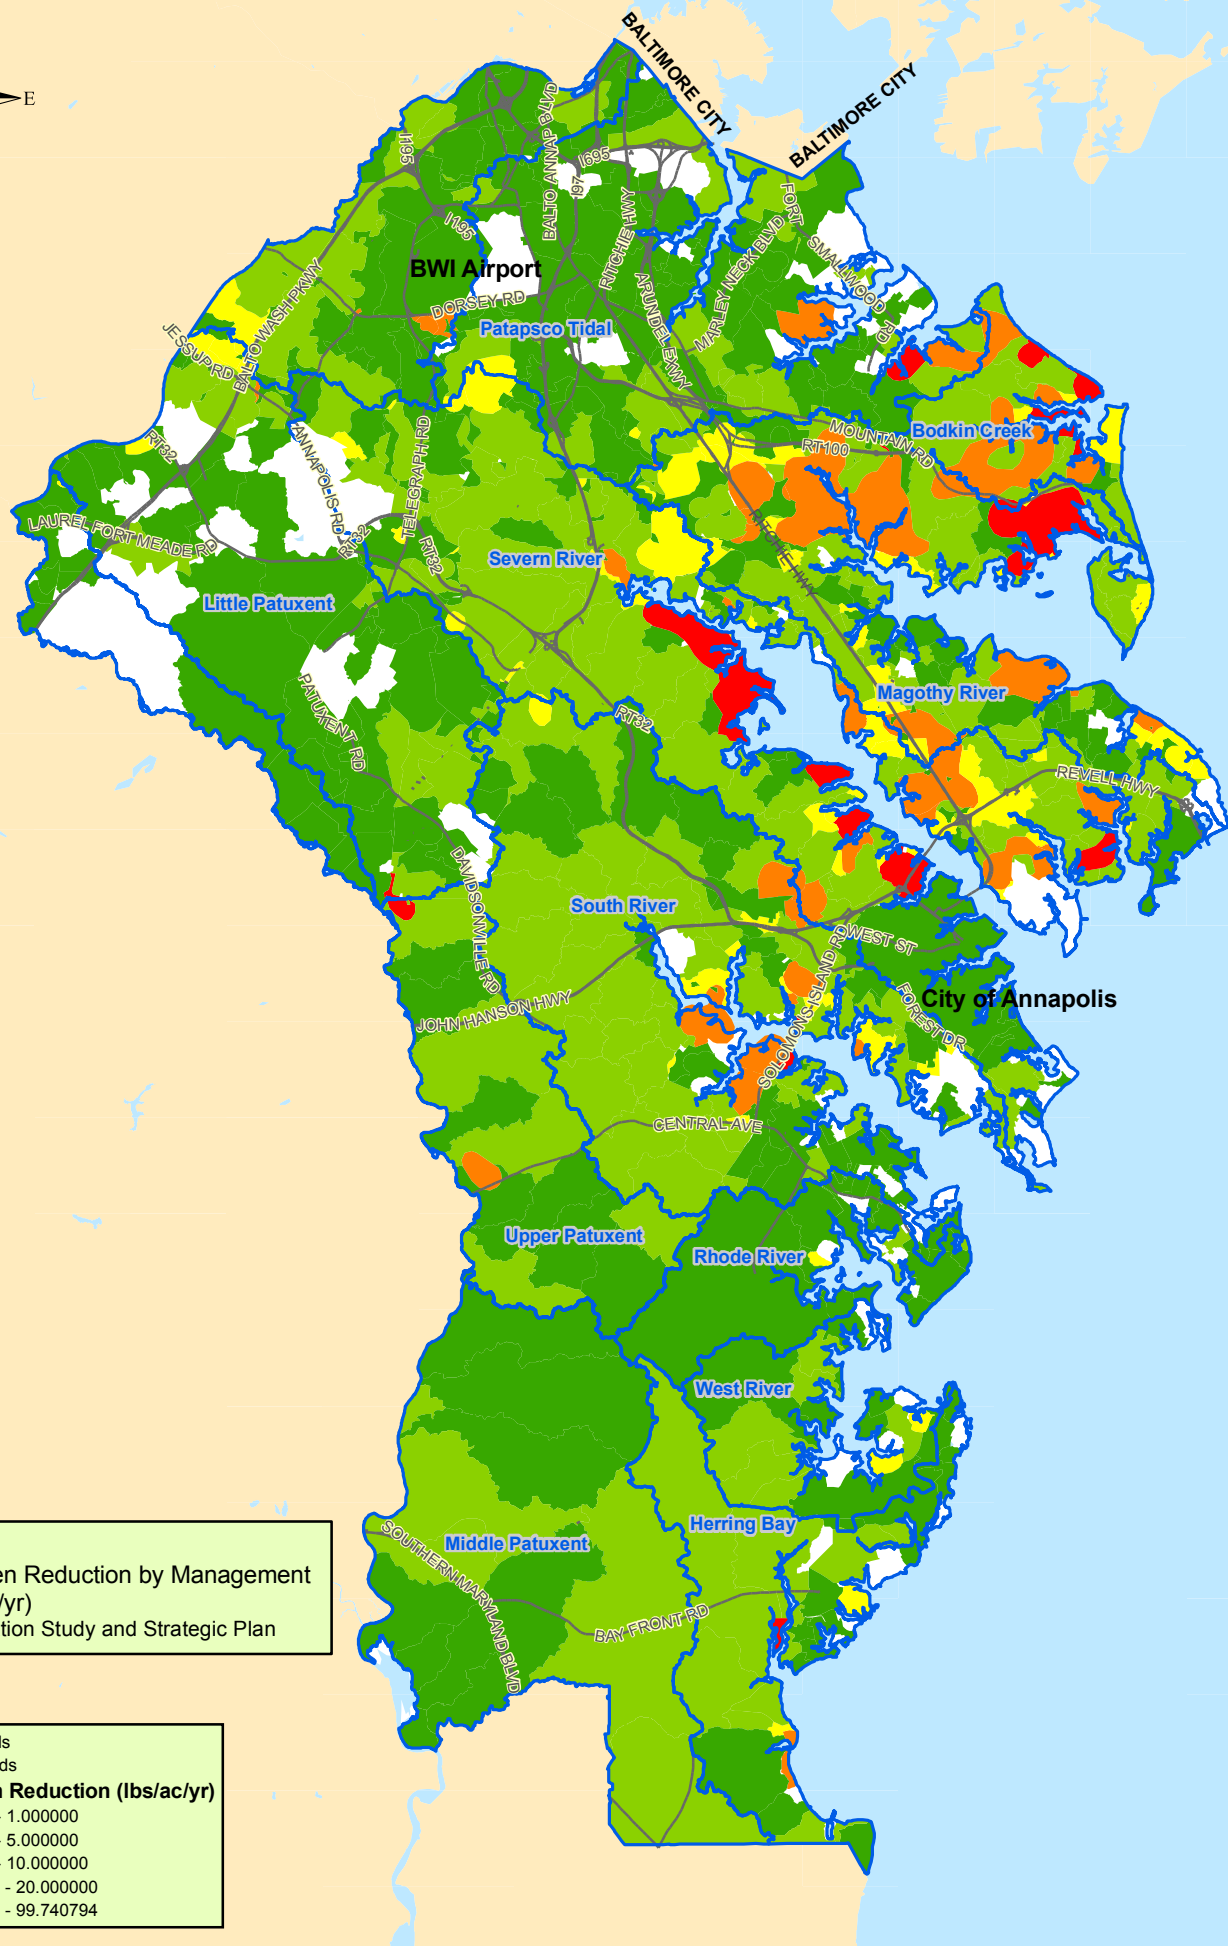 BALTIMORE CITY
BALTIMORE CITY
E
I195
BALTO ANNAP BLVD
I695
I97
FORT SMALLWOOD RD
I195
RITCHIE HWY
MARLEY NECK BLVD
BWI Airport
ARUNDEL EXWY
DORSEY RD
Patapsco Tidal
BALTO WASH PKWY
JESSUP RD
RT32
ANNAPOLIS RD
TELEGRAPH RD
MOUNTAIN RD
Bodkin Creek
RT100
LAUREL FORT MEADE RD
RT32
RT32
Severn River
RITCHIE HWY
Little Patuxent
PATUXENT RD
RT32
Magothy River
REVELL HWY
DAVIDSONVILLE RD
South River
WEST ST
JOHN HANSON HWY
SOLOMONS ISLAND RD
FOREST DR
City of Annapolis
CENTRAL AVE
Upper Patuxent
Rhode River
West River
Herring Bay
Middle Patuxent
SOUTHERN MARYLAND BLVD
BAY FRONT RD
en Reduction by Management
/yr)
tion Study and Strategic Plan
ds
ds
n Reduction (lbs/ac/yr)
- 1.000000
- 5.000000
- 10.000000
- 20.000000
- 99.740794